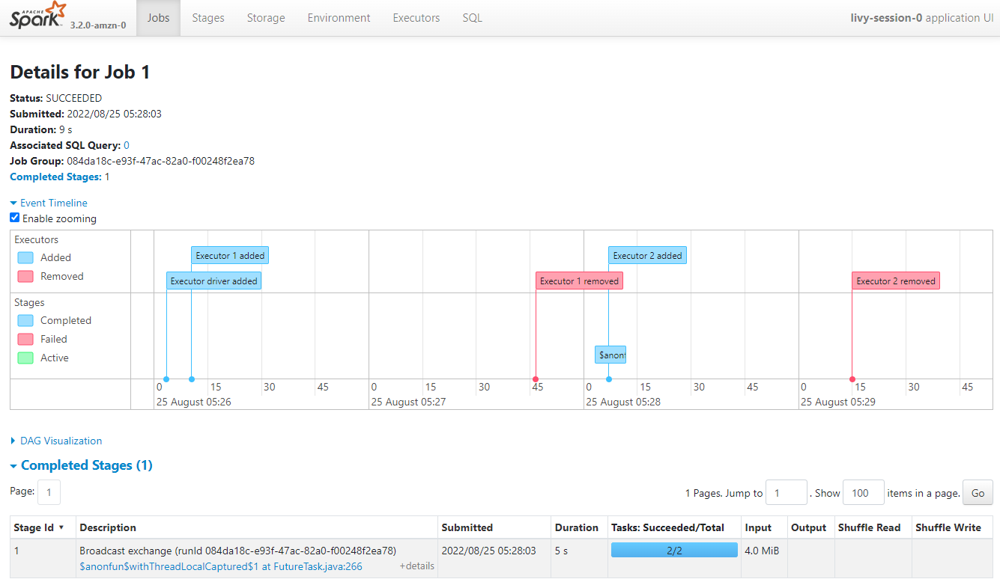 APACHE
Spark 3.2.0-amzn-0 Jobs Stages Storage Environment Executors SQL livy-session-0 application UI
Details for Job 1
Status: SUCCEEDED
Submitted: 2022/08/25 05:28:03
Duration: 9 s
Associated SQL Query: 0
Job Group: 084da18c-e93f-47ac-82a0-f00248f2ea78
Completed Stages: 1
Event Timeline
Enable zooming
Executors
Added
Removed
Executor 1 added Executor 2 added
Executor driver added Executor 1 removed Executor 2 removed
Stages
Completed
Failed
Active
$anonf
0 15 30 45 0 15 30 45 0 15 30 45 0 15 30 45
25 August 05:26 25 August 05:27 25 August 05:28 25 August 05:29
DAG Visualization
Completed Stages (1)
Page: 1 1 Pages. Jump to 1 . Show 100 items in a page. Go
Stage Id ▾ Description Submitted Duration Tasks: Succeeded/Total Input Output Shuffle Read Shuffle Write
1 Broadcast exchange (runId 084da18c-e93f-47ac-82a0-f00248f2ea78) 2022/08/25 05:28:03 5 s 2/2 4.0 MiB
$anonfun$withThreadLocalCaptured$1 at FutureTask.java:266 +details